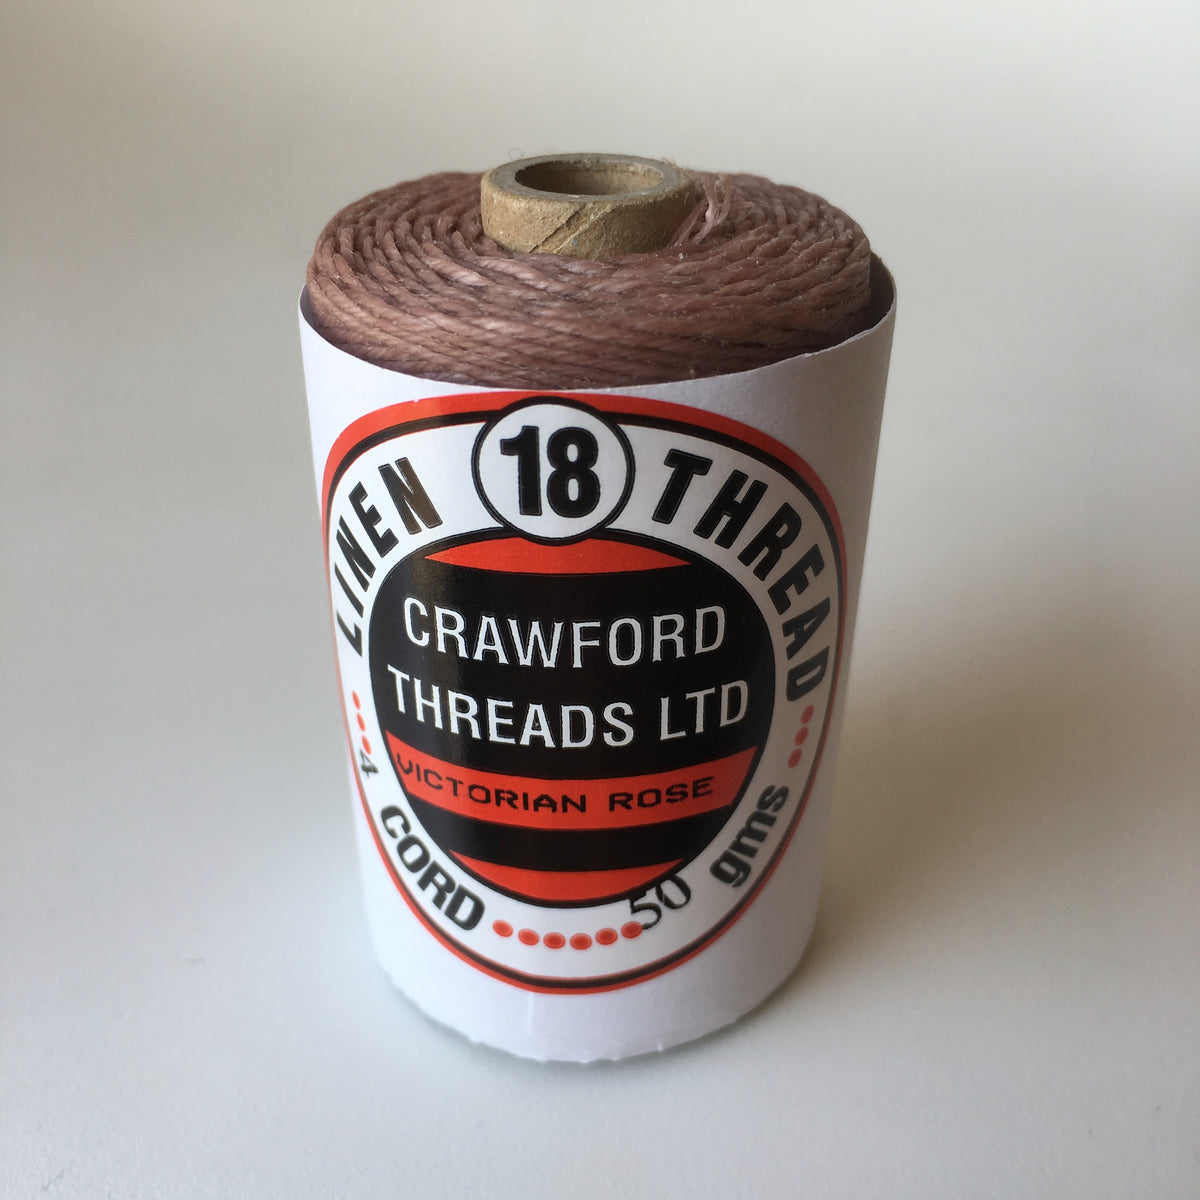 18
LINEN THREAD
CRAWFORD
THREADS LTD
VICTORIAN ROSE
4 CORD
50 gms